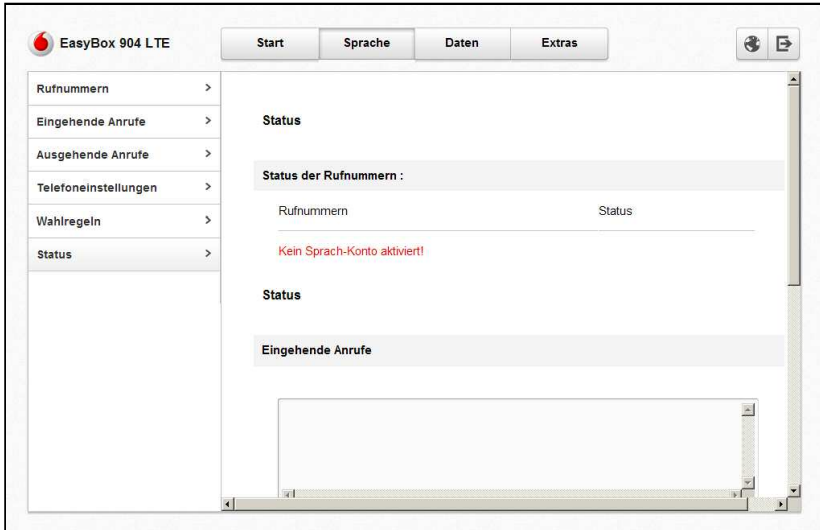 EasyBox 904 LTE
Start
Sprache
Daten
Extras
Rufnummern
Eingehende Anrufe
Ausgehende Anrufe
Telefoneinstellungen
Wahlregeln
Status
Status
Status der Rufnummern :
Rufnummern Status
Kein Sprach-Konto aktiviert!
Status
Eingehende Anrufe